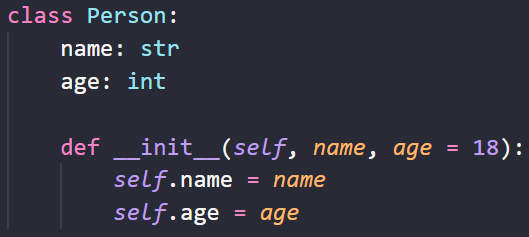 class Person:
    name: str
    age: int

    def __init__(self, name, age = 18):
        self.name = name
        self.age = age